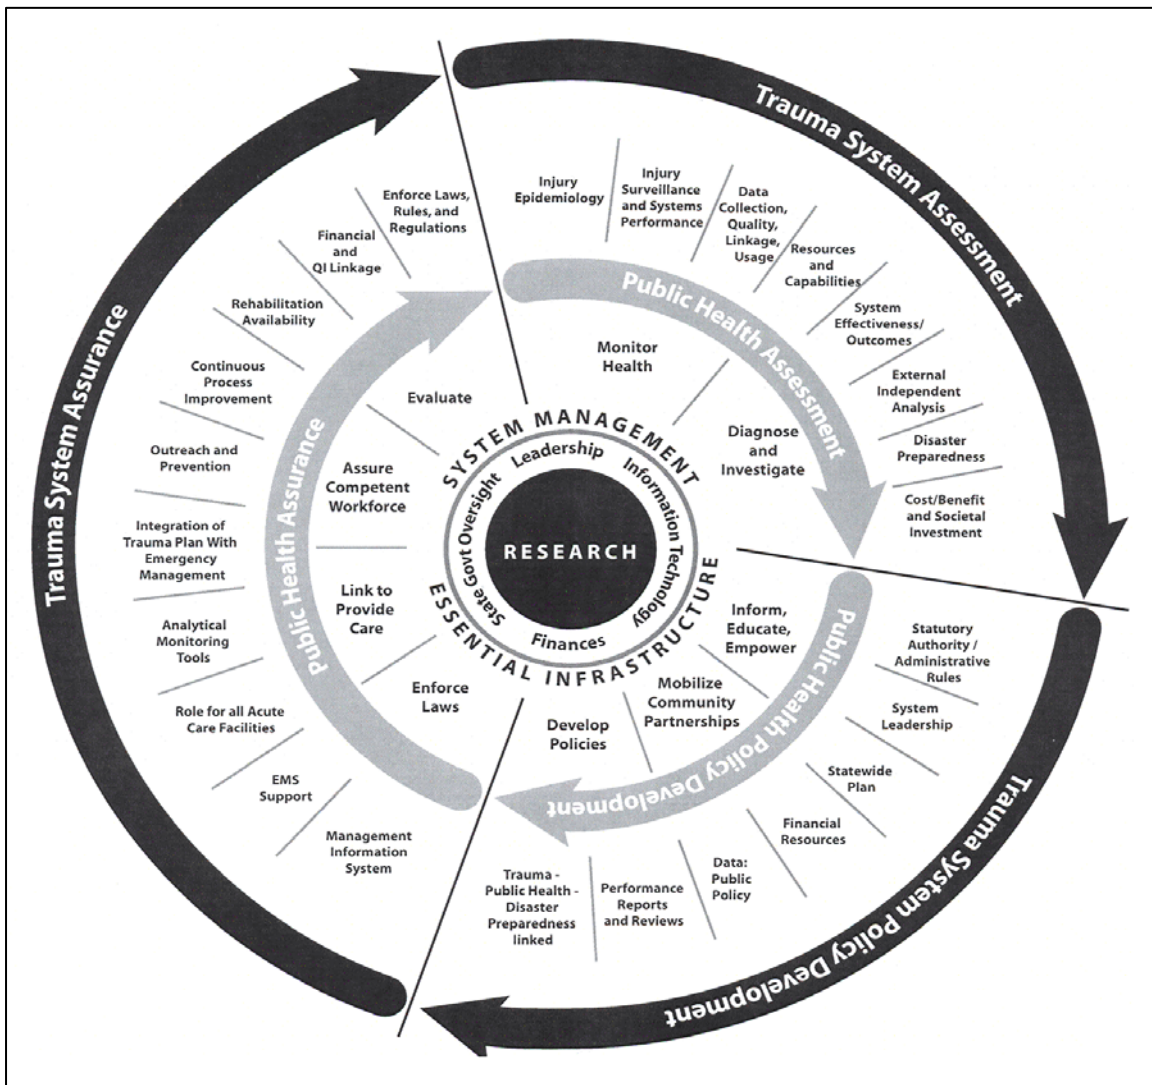 Trauma System Assessment
Injury
Epidemiology
Injury
Surveillance
and Systems
Performance
Data
Collection,
Quality,
Linkage,
Usage
Resources
and
Capabilities
System
Effectiveness/
Outcomes
External
Independent
Analysis
Disaster
Preparedness
Cost/Benefit
and Societal
Investment
Public Health Assessment
Monitor
Health
Diagnose
and
Investigate
Trauma System Policy Development
Statutory
Authority /
Administrative
Rules
System
Leadership
Statewide
Plan
Financial
Resources
Data:
Public
Policy
Performance
Reports
and Reviews
Trauma -
Public Health -
Disaster
Preparedness
linked
Public Health Policy Development
Inform,
Educate,
Empower
Mobilize
Community
Partnerships
Develop
Policies
Trauma System Assurance
Management
Information
System
EMS
Support
Role for all Acute
Care Facilities
Analytical
Monitoring
Tools
Integration of
Trauma Plan With
Emergency
Management
Outreach and
Prevention
Continuous
Process
Improvement
Rehabilitation
Availability
Financial
and
QI Linkage
Enforce Laws,
Rules, and
Regulations
Public Health Assurance
Enforce
Laws
Link to
Provide
Care
Assure
Competent
Workforce
Evaluate
SYSTEM MANAGEMENT
ESSENTIAL INFRASTRUCTURE
Leadership
Information Technology
Finances
State Govt Oversight
RESEARCH